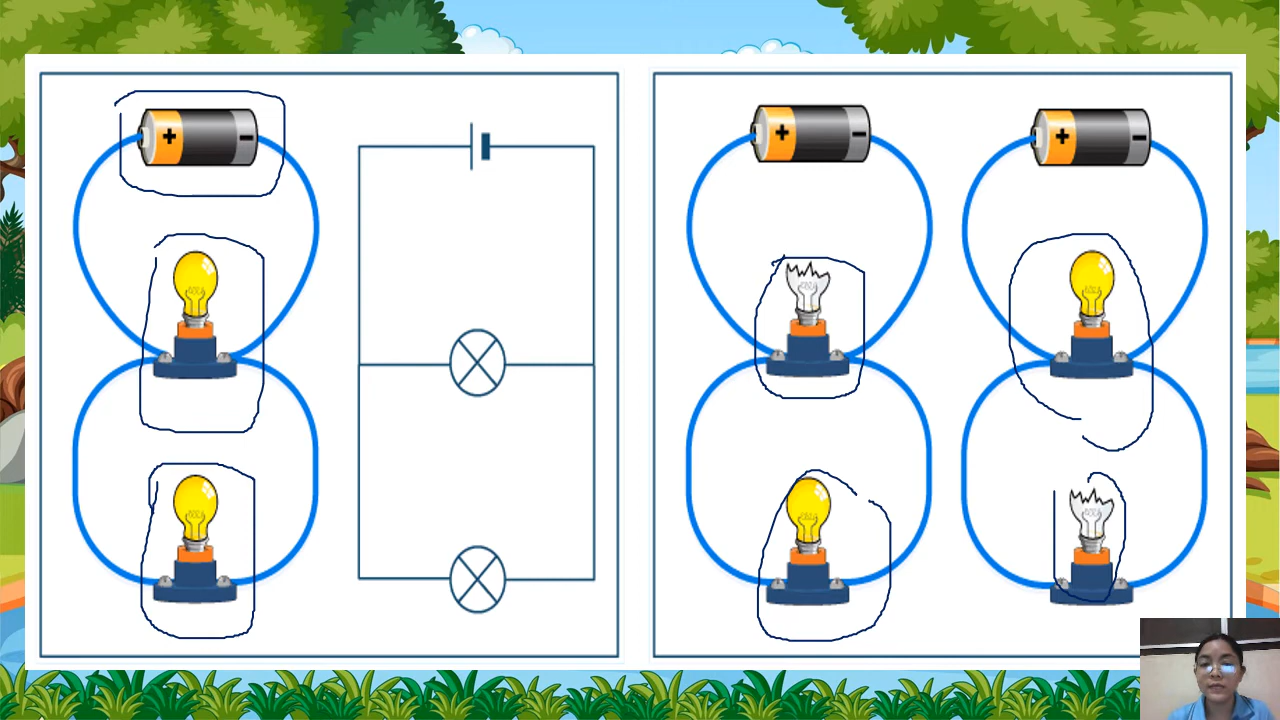 + -
+ -
+ -